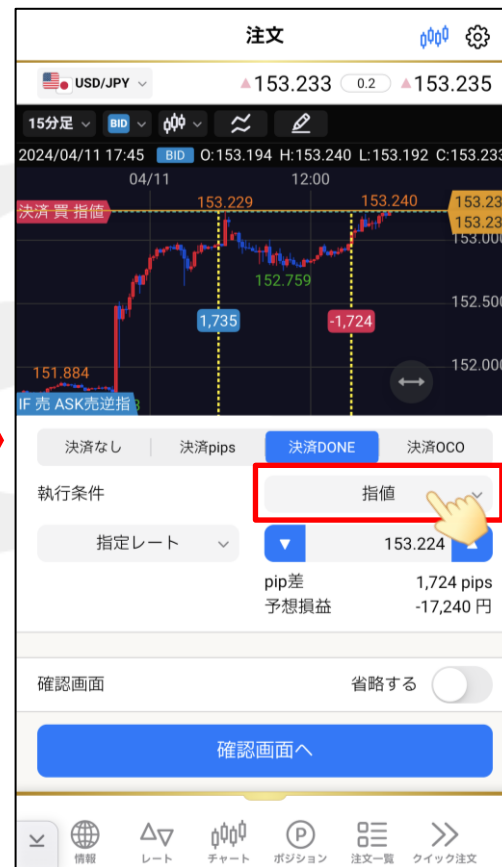 注文
USD/JPY ▲153.233 0.2 ▲153.235
15分足 BID
2024/04/11 17:45 BID O:153.194 H:153.240 L:153.192 C:153.233
04/11 12:00
決済 買 指値 153.229 153.240 153.23
153.23
153.000
152.759
152.500
1,735 -1,724
152.000
151.884
IF 売 ASK売逆指
決済なし 決済pips 決済DONE 決済OCO
執行条件 指値
指定レート ▼ 153.224 ▲
pip差 1,724 pips
予想損益 -17,240 円
確認画面 省略する
確認画面へ
情報 レート チャート P ポジション 注文一覧 クイック注文